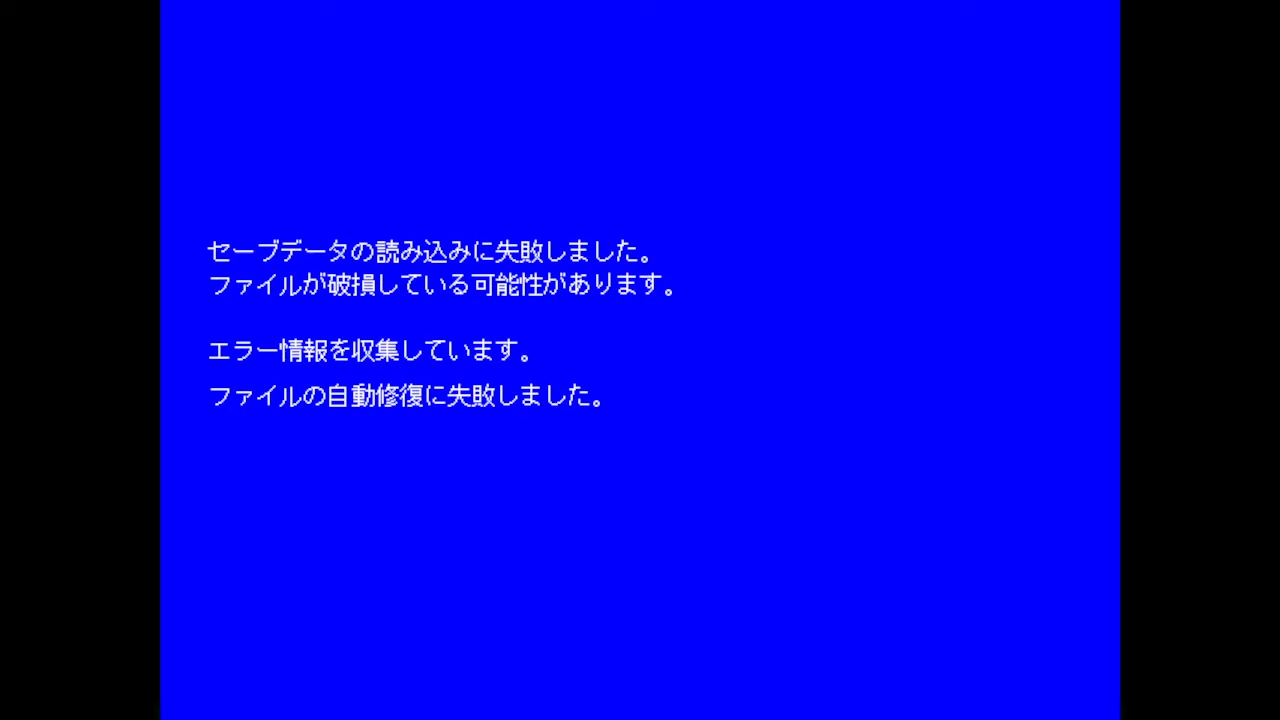 セーブデータの読み込みに失敗しました。
ファイルが破損している可能性があります。
エラー情報を収集しています。
ファイルの自動修復に失敗しました。